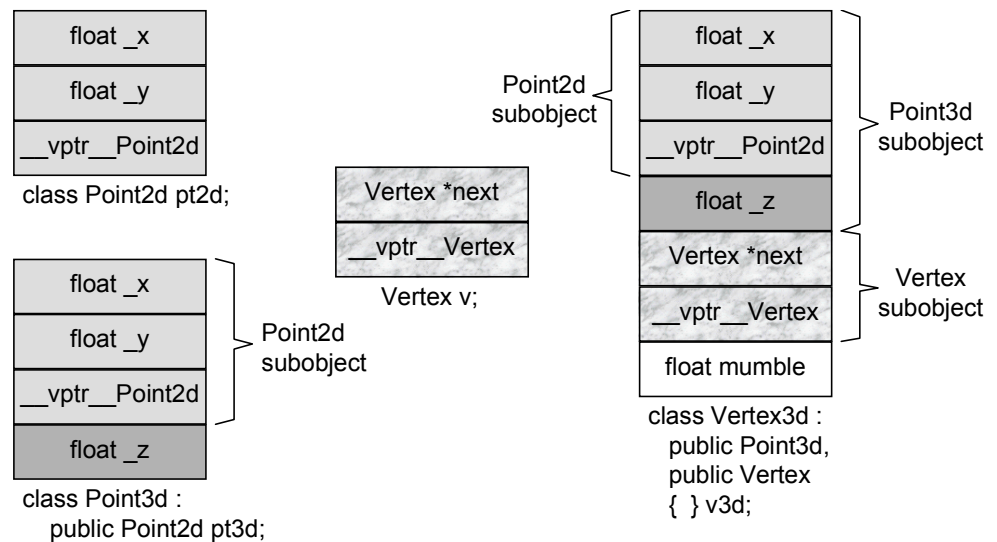 float _x
float _y
__vptr__Point2d
class Point2d pt2d;
float _x
float _y
__vptr__Point2d
float _z
Point2d
subobject
class Point3d :
public Point2d pt3d;
Vertex *next
__vptr__Vertex
Vertex v;
Point2d
subobject
float _x
float _y
__vptr__Point2d
float _z
Vertex *next
__vptr__Vertex
float mumble
Point3d
subobject
Vertex
subobject
class Vertex3d :
public Point3d,
public Vertex
{ } v3d;